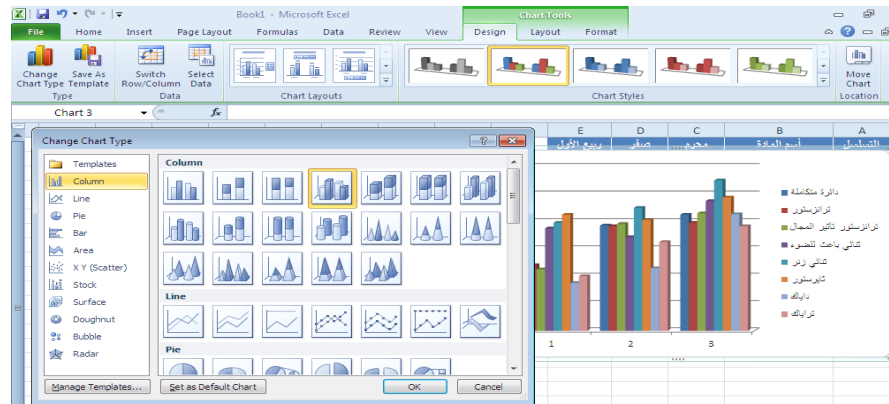 Book1 - Microsoft Excel
Chart Tools
File Home Insert Page Layout Formulas Data Review View Design Layout Format
Change Chart Type
Save As Template
Switch Row/Column
Select Data
Move Chart
Type Data Chart Layouts Chart Styles Location
Chart 3 fx
E D C B A
ربيع الأول صفر محرم.... أسم المادة التسلسل
Change Chart Type
Templates
Column
Line
Pie
Bar
Area
X Y (Scatter)
Stock
Surface
Doughnut
Bubble
Radar
Column
Line
Pie
Manage Templates... Set as Default Chart OK Cancel
دائرة متكاملة
ترانزستور
ترانزستور تأثير المجال
ثنائي باعث للضوء
ثنائي زنر
ثايرستور
داياك
ترياك
1 2 3